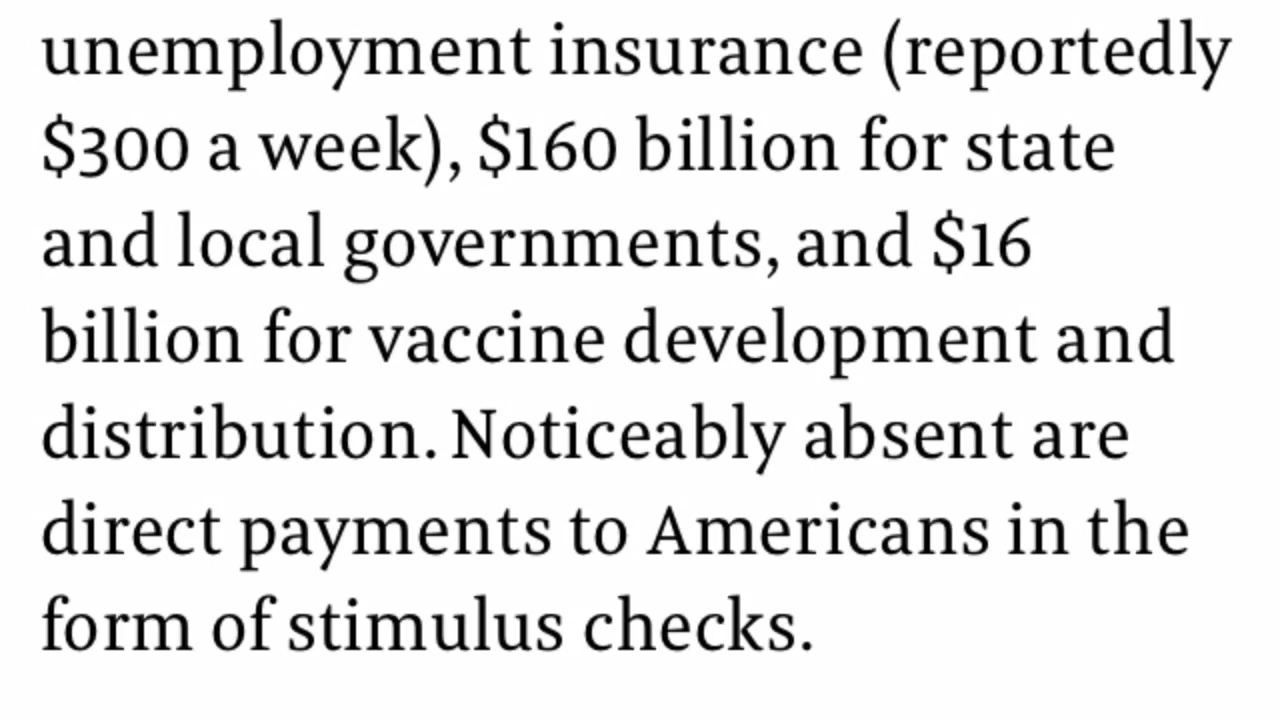 unemployment insurance (reportedly
$300 a week), $160 billion for state
and local governments, and $16
billion for vaccine development and
distribution. Noticeably absent are
direct payments to Americans in the
form of stimulus checks.